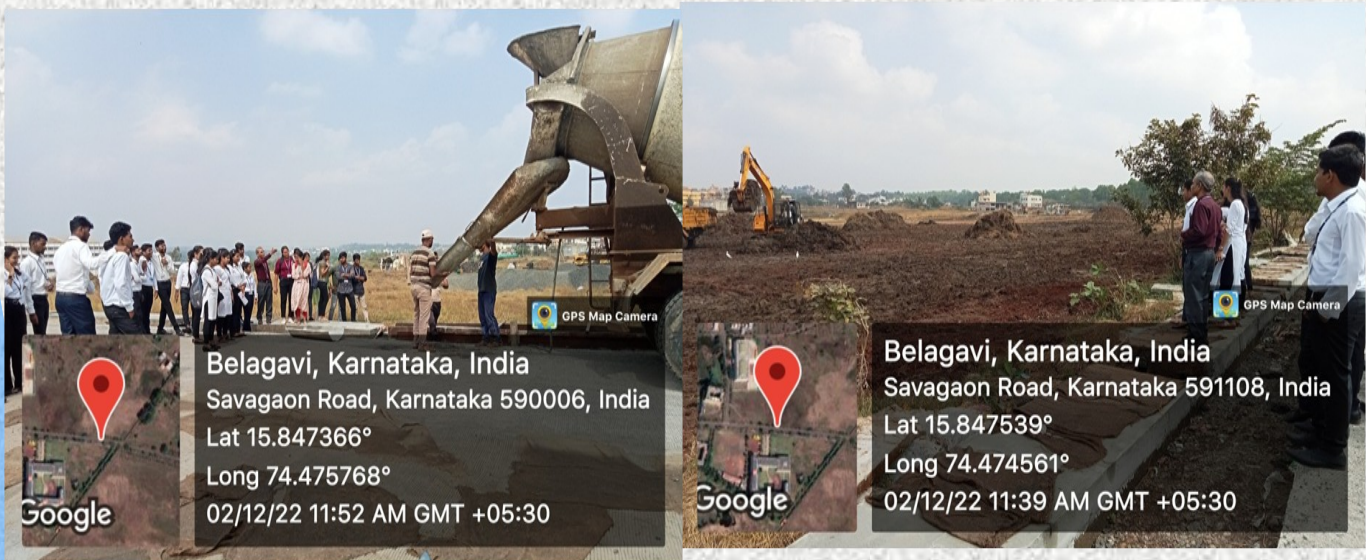 GPS Map Camera
Belagavi, Karnataka, India
Savagaon Road, Karnataka 590006, India
Lat 15.847366°
Long 74.475768°
02/12/22 11:52 AM GMT +05:30
Google
GPS Map Camera
Belagavi, Karnataka, India
Savagaon Road, Karnataka 591108, India
Lat 15.847539°
Long 74.474561°
02/12/22 11:39 AM GMT +05:30
Google